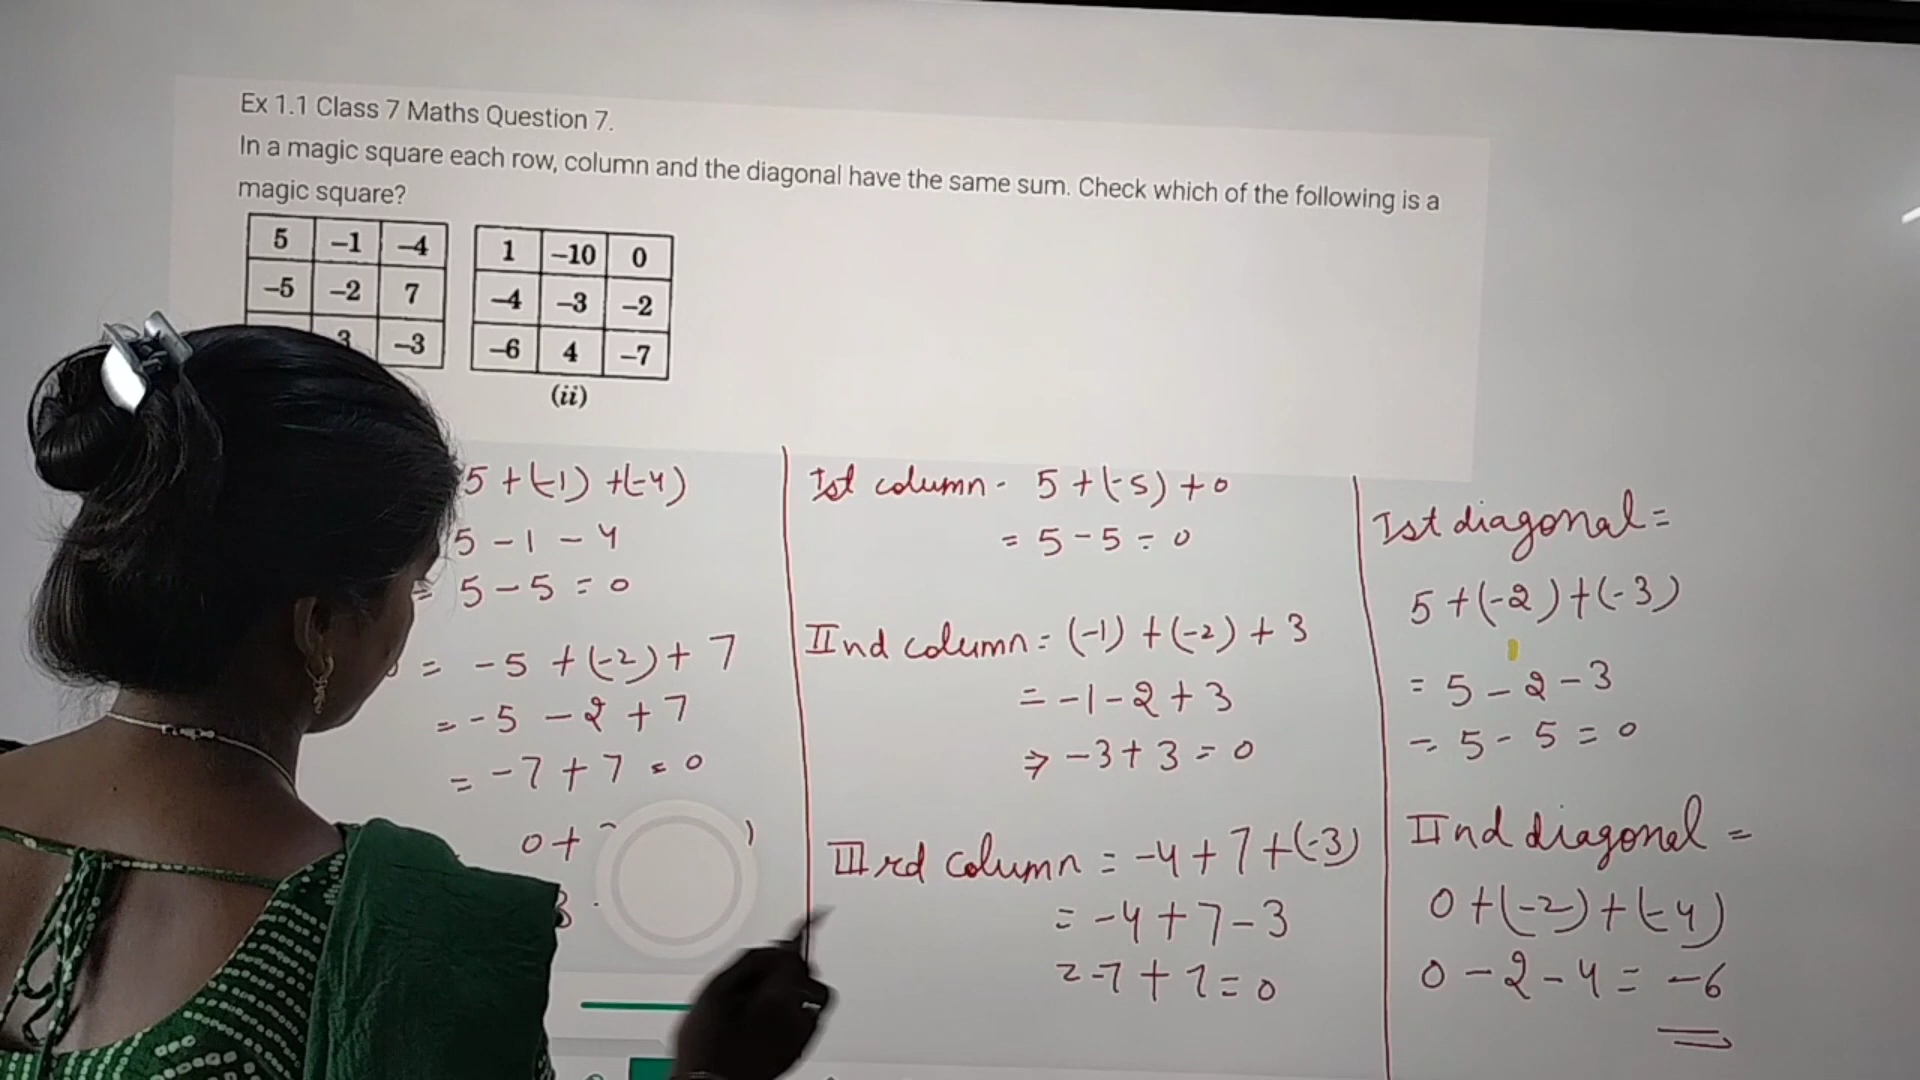 Ex 1.1 Class 7 Maths Question 7.
In a magic square each row, column and the diagonal have the same sum. Check which of the following is a
magic square?
5 –1 –4
–5 –2 7
3 –3
1 –10 0
–4 –3 –2
–6 4 –7
(ii)
5 + (-1) + (-4)
5 - 1 - 4
= 5 - 5 = 0
= -5 + (-2) + 7
= -5 - 2 + 7
= -7 + 7 = 0
0 +
3
Ist column - 5 + (-5) + 0
= 5 - 5 = 0
IInd column = (-1) + (-2) + 3
= -1 - 2 + 3
⇒ -3 + 3 = 0
IIIrd column = -4 + 7 + (-3)
= -4 + 7 - 3
= -7 + 7 = 0
Ist diagonal =
5 + (-2) + (-3)
= 5 - 2 - 3
= 5 - 5 = 0
IInd diagonal =
0 + (-2) + (-4)
0 - 2 - 4 = -6